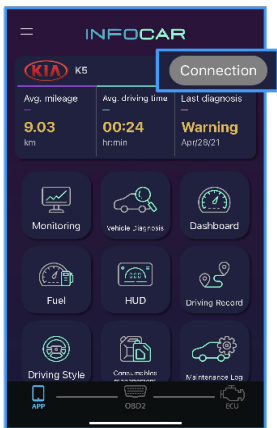 INFOCAR
KIA K5
Connection
Avg. mileage Avg. driving time Last diagnosis
9.03 00:24 Warning
km hr:min Apr/28/21
Monitoring Vehicle Diagnosis Dashboard
Fuel HUD Driving Record
Driving Style Consumables Maintenance Log
APP OBD2 ECU